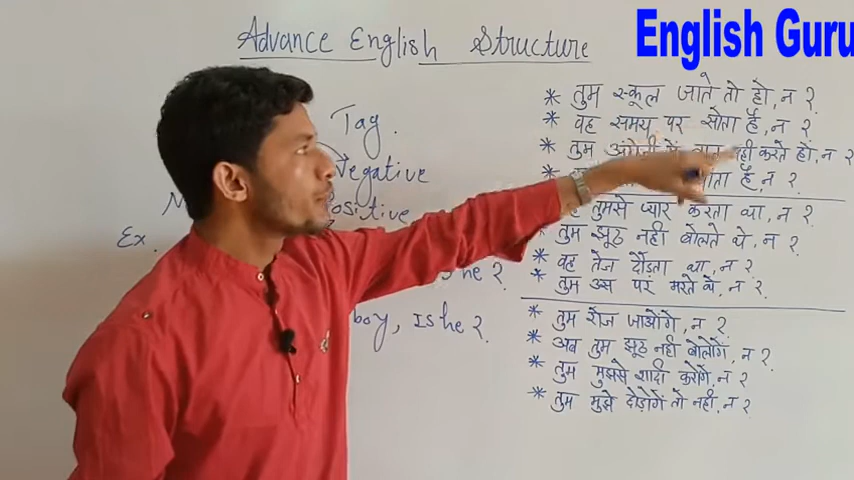 English Guru
Advance English Structure
Tag.
Negative
Positive
Ex.
she?
boy, Is he?
* तुम स्कूल जाते तो हो, न ?
* वह समय पर सोता है, न ?
* तुम अंग्रेजी में बात नहीं करते हो, न ?
* है, न ?
तुमसे प्यार करता था, न ?
तुम झूठ नही बोलते थे, न ?
* वह तेज दौड़ता था, न ?
* तुम उस पर मरते थे, न ?
* तुम रोज जाओगे, न ?
* अब तुम झूठ नही बोलोगे, न ?
* तुम मुझसे शादी करोगे, न ?
* तुम मुझे छोड़ोगे तो नही, न ?